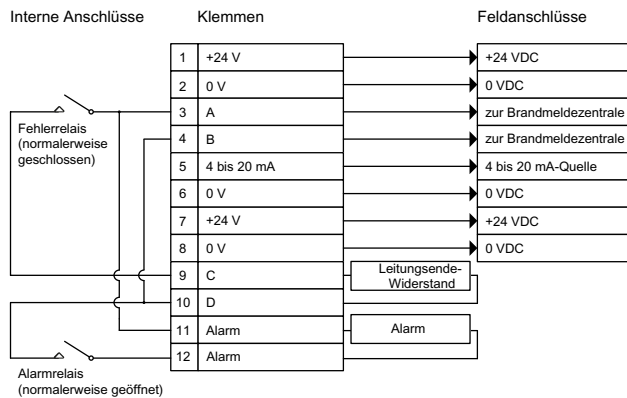 Interne Anschlüsse Klemmen Feldanschlüsse
1 +24 V +24 VDC
2 0 V 0 VDC
3 A zur Brandmeldezentrale
4 B zur Brandmeldezentrale
5 4 bis 20 mA 4 bis 20 mA-Quelle
6 0 V 0 VDC
7 +24 V +24 VDC
8 0 V 0 VDC
9 C
10 D
11 Alarm
12 Alarm
Fehlerrelais
(normalerweise
geschlossen)
Leitungsende-
Widerstand
Alarm
Alarmrelais
(normalerweise geöffnet)